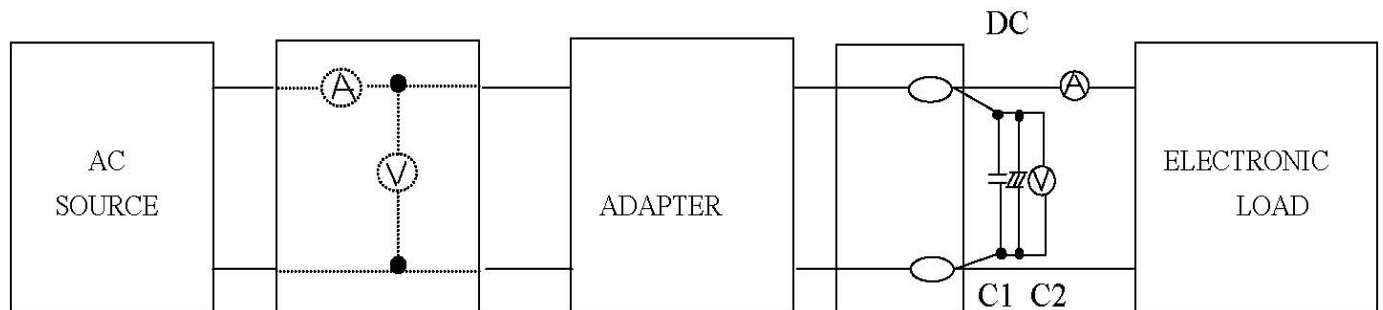 DC
A
A
V
V
AC
SOURCE
ADAPTER
ELECTRONIC
LOAD
C1 C2